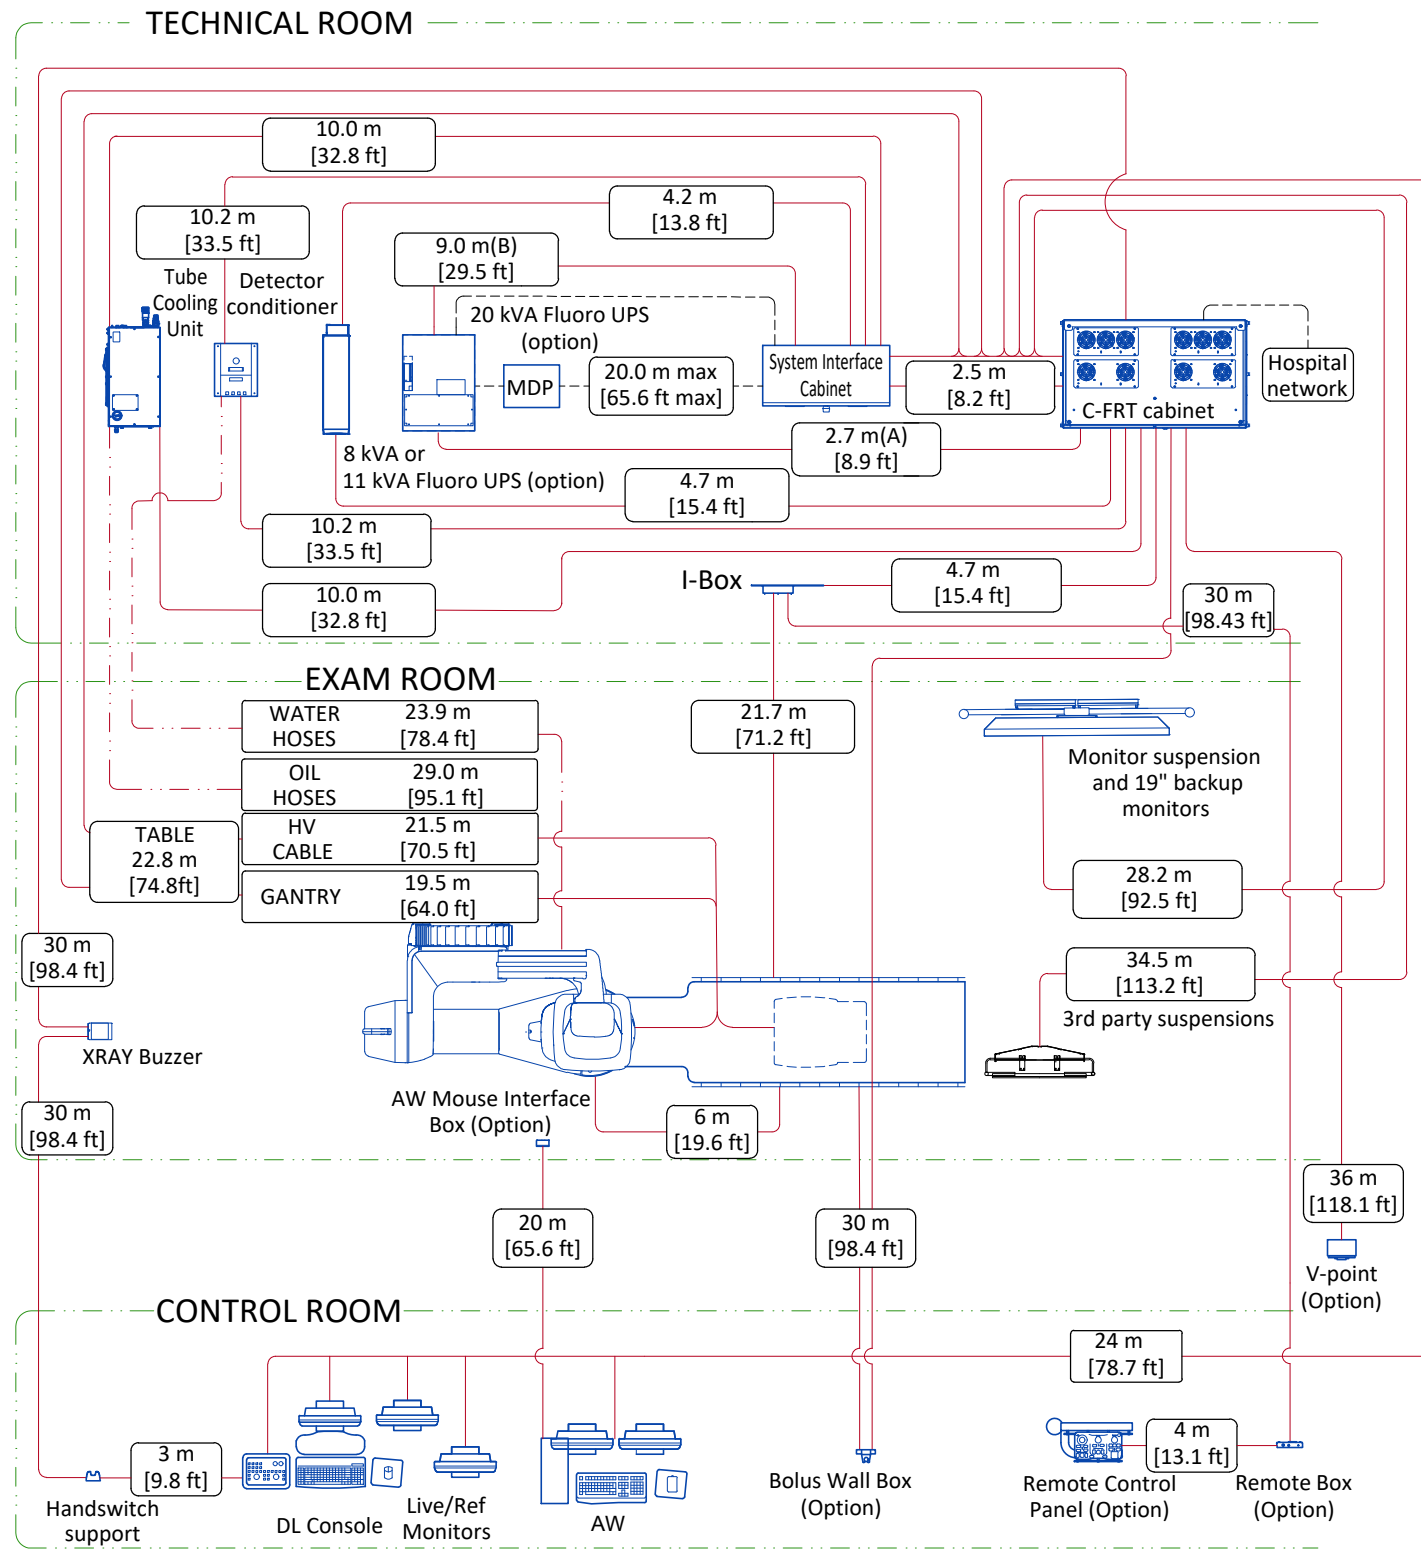 TECHNICAL ROOM
10.0 m
[32.8 ft]
4.2 m
[13.8 ft]
10.2 m
[33.5 ft]
9.0 m(B)
[29.5 ft]
Tube
Cooling
Unit
Detector
conditioner
20 kVA Fluoro UPS
(option)
MDP
20.0 m max
[65.6 ft max]
System Interface
Cabinet
2.5 m
[8.2 ft]
C-FRT cabinet
Hospital
network
2.7 m(A)
[8.9 ft]
8 kVA or
11 kVA Fluoro UPS (option)
4.7 m
[15.4 ft]
10.2 m
[33.5 ft]
I-Box
4.7 m
[15.4 ft]
10.0 m
[32.8 ft]
30 m
[98.43 ft]
EXAM ROOM
WATER
HOSES
23.9 m
[78.4 ft]
21.7 m
[71.2 ft]
OIL
HOSES
29.0 m
[95.1 ft]
Monitor suspension
and 19" backup
monitors
HV
CABLE
21.5 m
[70.5 ft]
TABLE
22.8 m
[74.8ft]
GANTRY
19.5 m
[64.0 ft]
28.2 m
[92.5 ft]
30 m
[98.4 ft]
34.5 m
[113.2 ft]
3rd party suspensions
XRAY Buzzer
AW Mouse Interface
Box (Option)
30 m
[98.4 ft]
6 m
[19.6 ft]
36 m
[118.1 ft]
20 m
[65.6 ft]
30 m
[98.4 ft]
V-point
(Option)
CONTROL ROOM
24 m
[78.7 ft]
3 m
[9.8 ft]
4 m
[13.1 ft]
Handswitch
support
DL Console
Live/Ref
Monitors
AW
Bolus Wall Box
(Option)
Remote Control
Panel (Option)
Remote Box
(Option)